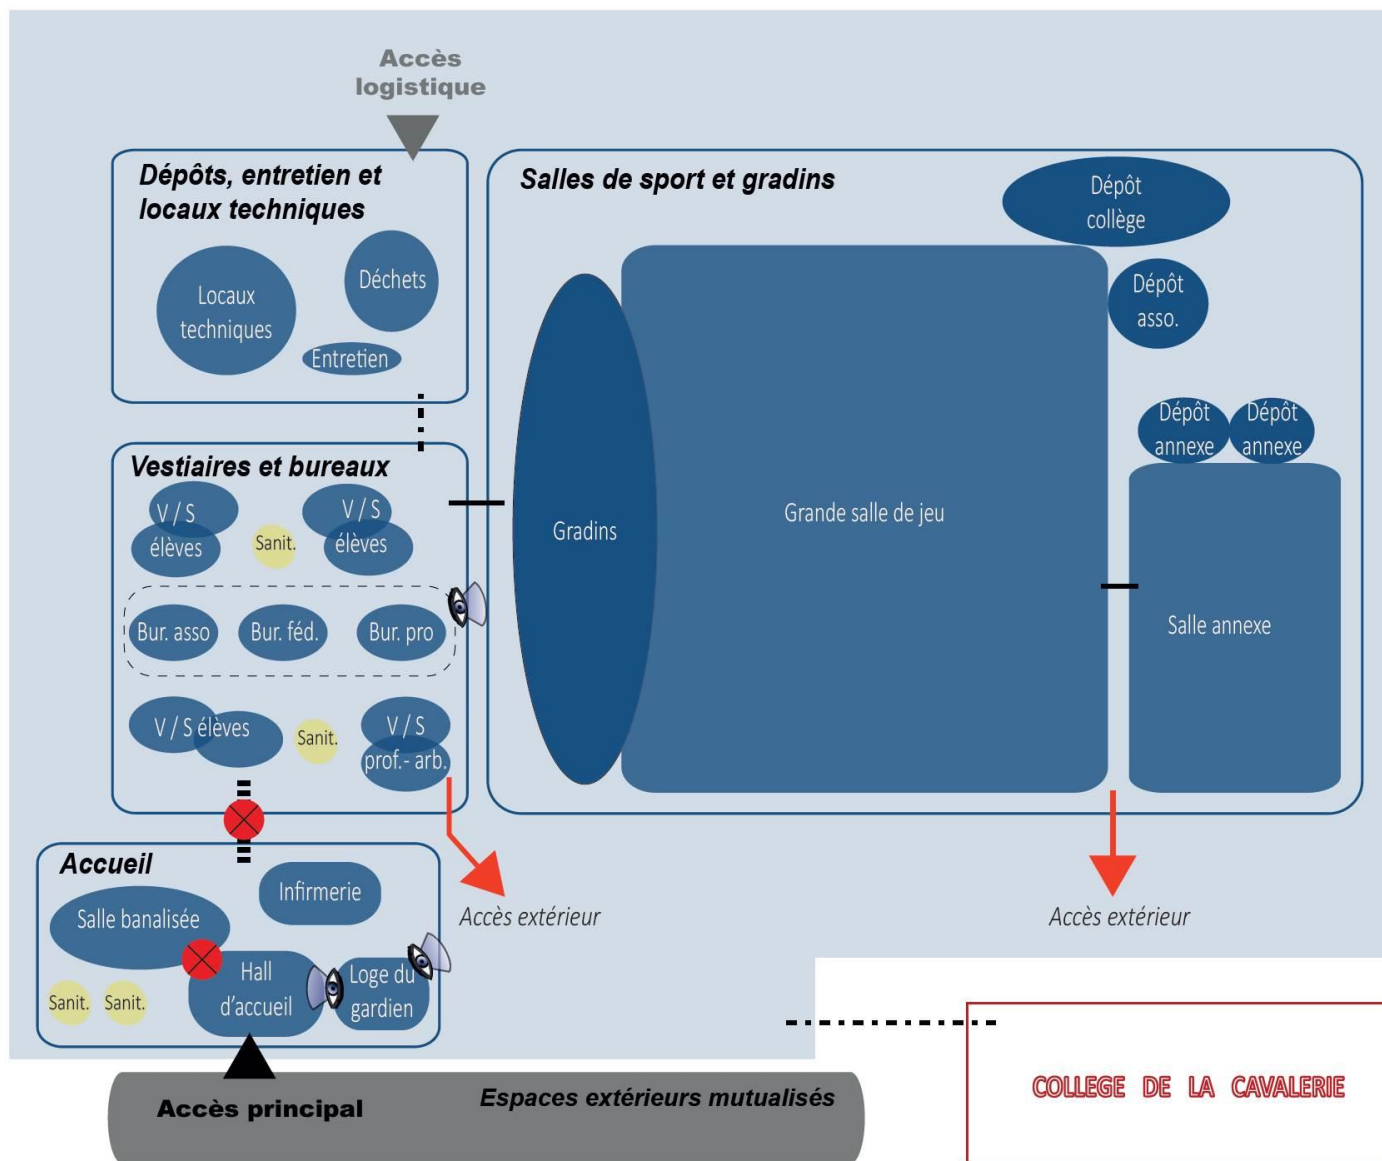 Accès
logistique
Dépôts, entretien et
locaux techniques
Locaux
techniques
Déchets
Entretien
Salles de sport et gradins
Dépôt
collège
Dépôt
asso.
Dépôt
annexe
Dépôt
annexe
Gradins
Grande salle de jeu
Salle annexe
Vestiaires et bureaux
V / S
élèves
Sanit.
V / S
élèves
Bur. asso
Bur. féd.
Bur. pro
V / S élèves
Sanit.
V / S
prof.- arb.
Accueil
Infirmerie
Salle banalisée
Hall
d'accueil
Loge du
gardien
Sanit.
Sanit.
Accès extérieur
Accès extérieur
Accès principal
Espaces extérieurs mutualisés
COLLEGE DE LA CAVALERIE